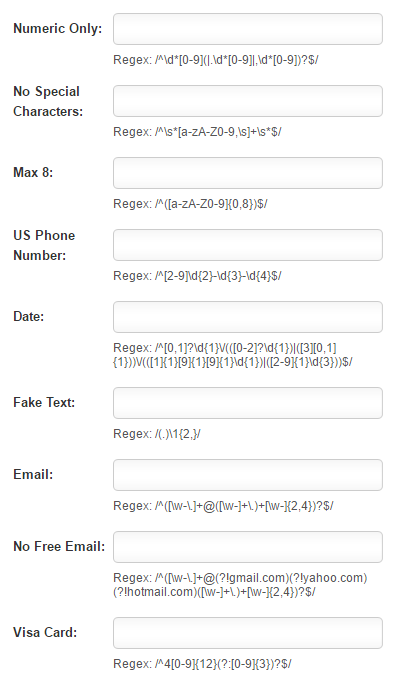 Numeric Only:
Regex: /^\d*[0-9](|.\d*[0-9]|,\d*[0-9])?$/
No Special
Characters:
Regex: /^\s*[a-zA-Z0-9,\s]+\s*$/
Max 8:
Regex: /^([a-zA-Z0-9]{0,8})$/
US Phone
Number:
Regex: /^[2-9]\d{2}-\d{3}-\d{4}$/
Date:
Regex: /^[0,1]?\d{1}\/(([0-2]?\d{1})|([3][0,1]
{1}))\/(([1]{1}[9]{1}[9]{1}\d{1})|([2-9]{1}\d{3}))$/
Fake Text:
Regex: /(.)\1{2,}/
Email:
Regex: /^([\w-\.]+@([\w-]+\.)+[\w-]{2,4})?$/
No Free Email:
Regex: /^([\w-\.]+@(?!gmail.com)(?!yahoo.com)
(?!hotmail.com)([\w-]+\.)+[\w-]{2,4})?$/
Visa Card:
Regex: /^4[0-9]{12}(?:[0-9]{3})?$/